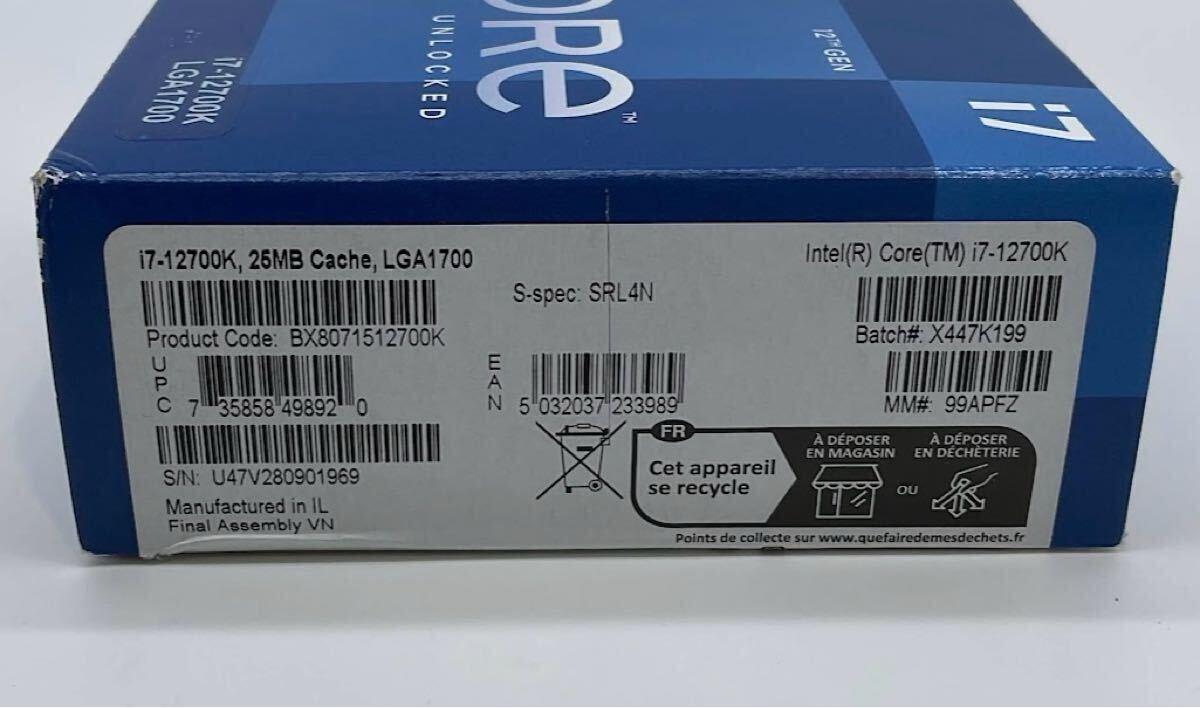 i7-12700K
LGA1700
ORe™
UNLOCKED
12TH GEN
i7
i7-12700K, 25MB Cache, LGA1700
Product Code: BX8071512700K
UPC
7 35858 49892 0
S/N: U47V280901969
Manufactured in IL
Final Assembly VN
S-spec: SRL4N
EAN
5 032037 233989
Intel(R) Core(TM) i7-12700K
Batch#: X447K199
MM#: 99APFZ
FR
Cet appareil
se recycle
À DÉPOSER
EN MAGASIN
OU
À DÉPOSER
EN DÉCHÈTERIE
Points de collecte sur www.quefairedemesdechets.fr